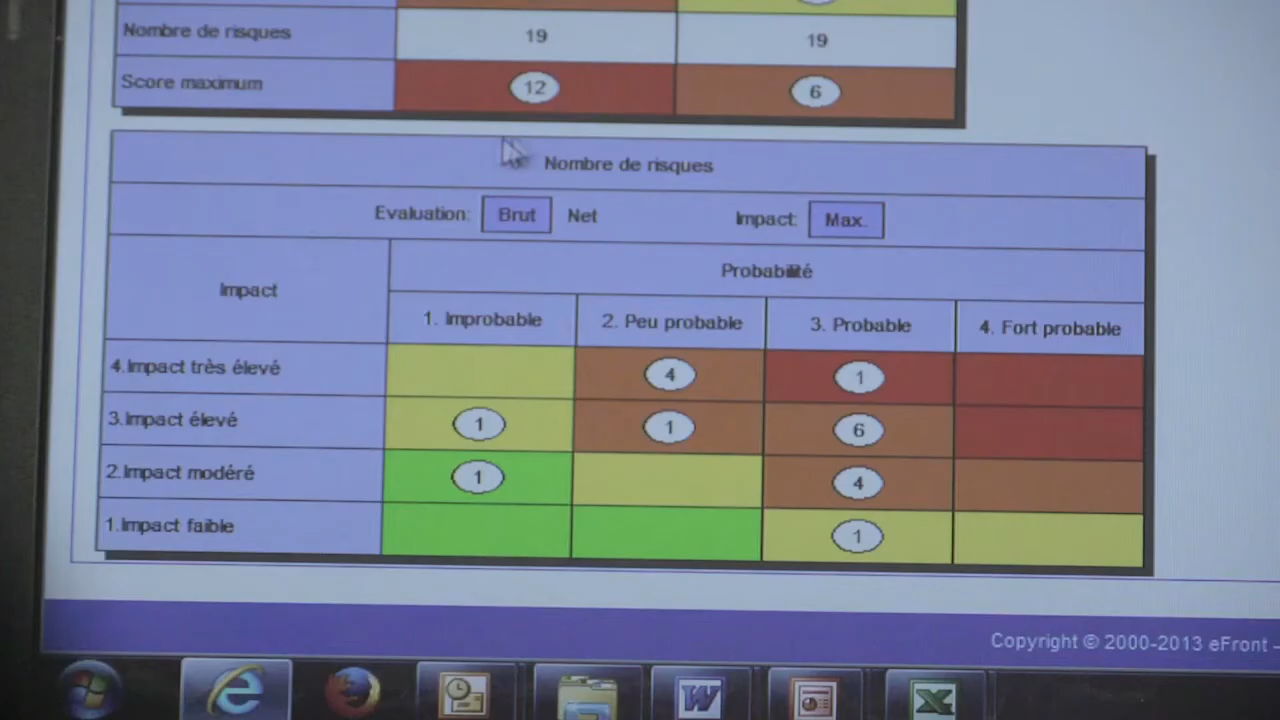 Nombre de risques 19 19
Score maximum 12 6
Nombre de risques
Evaluation: Brut Net Impact: Max.
Impact Probabilité
1. Improbable 2. Peu probable 3. Probable 4. Fort probable
4.Impact très élevé 4 1
3.Impact élevé 1 1 6
2.Impact modéré 1 4
1.Impact faible 1
Copyright © 2000-2013 eFront -